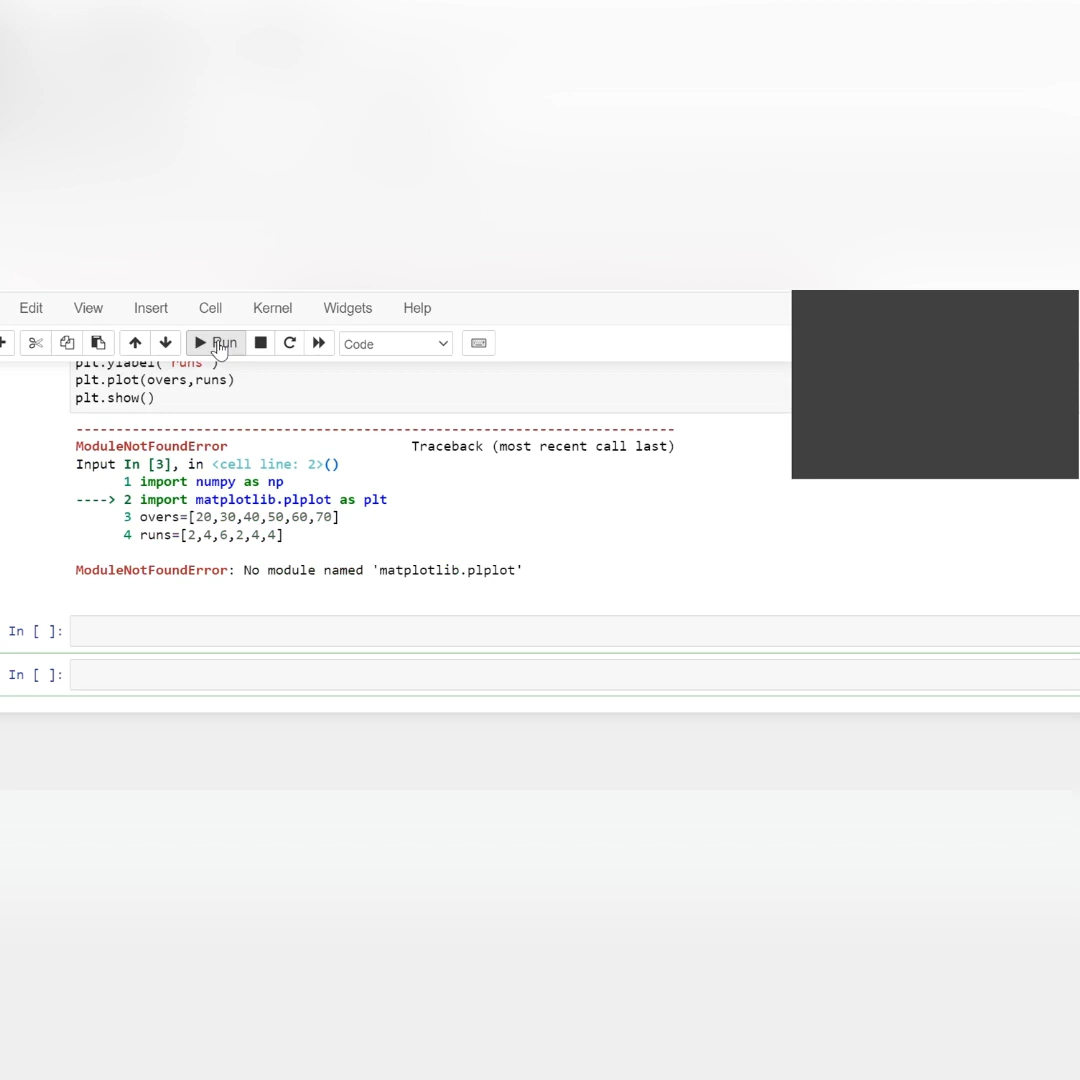 Edit View Insert Cell Kernel Widgets Help
Run Code
plt.ylabel("runs")
plt.plot(overs,runs)
plt.show()
---------------------------------------------------------------------------
ModuleNotFoundError Traceback (most recent call last)
Input In [3], in <cell line: 2>()
1 import numpy as np
----> 2 import matplotlib.plplot as plt
3 overs=[20,30,40,50,60,70]
4 runs=[2,4,6,2,4,4]
ModuleNotFoundError: No module named 'matplotlib.plplot'
In [ ]:
In [ ]: